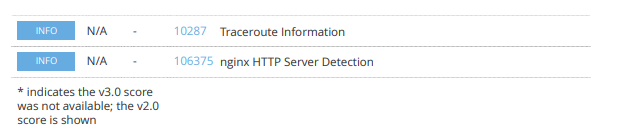 INFO N/A - 10287 Traceroute Information
INFO N/A - 106375 nginx HTTP Server Detection
* indicates the v3.0 score
was not available; the v2.0
score is shown